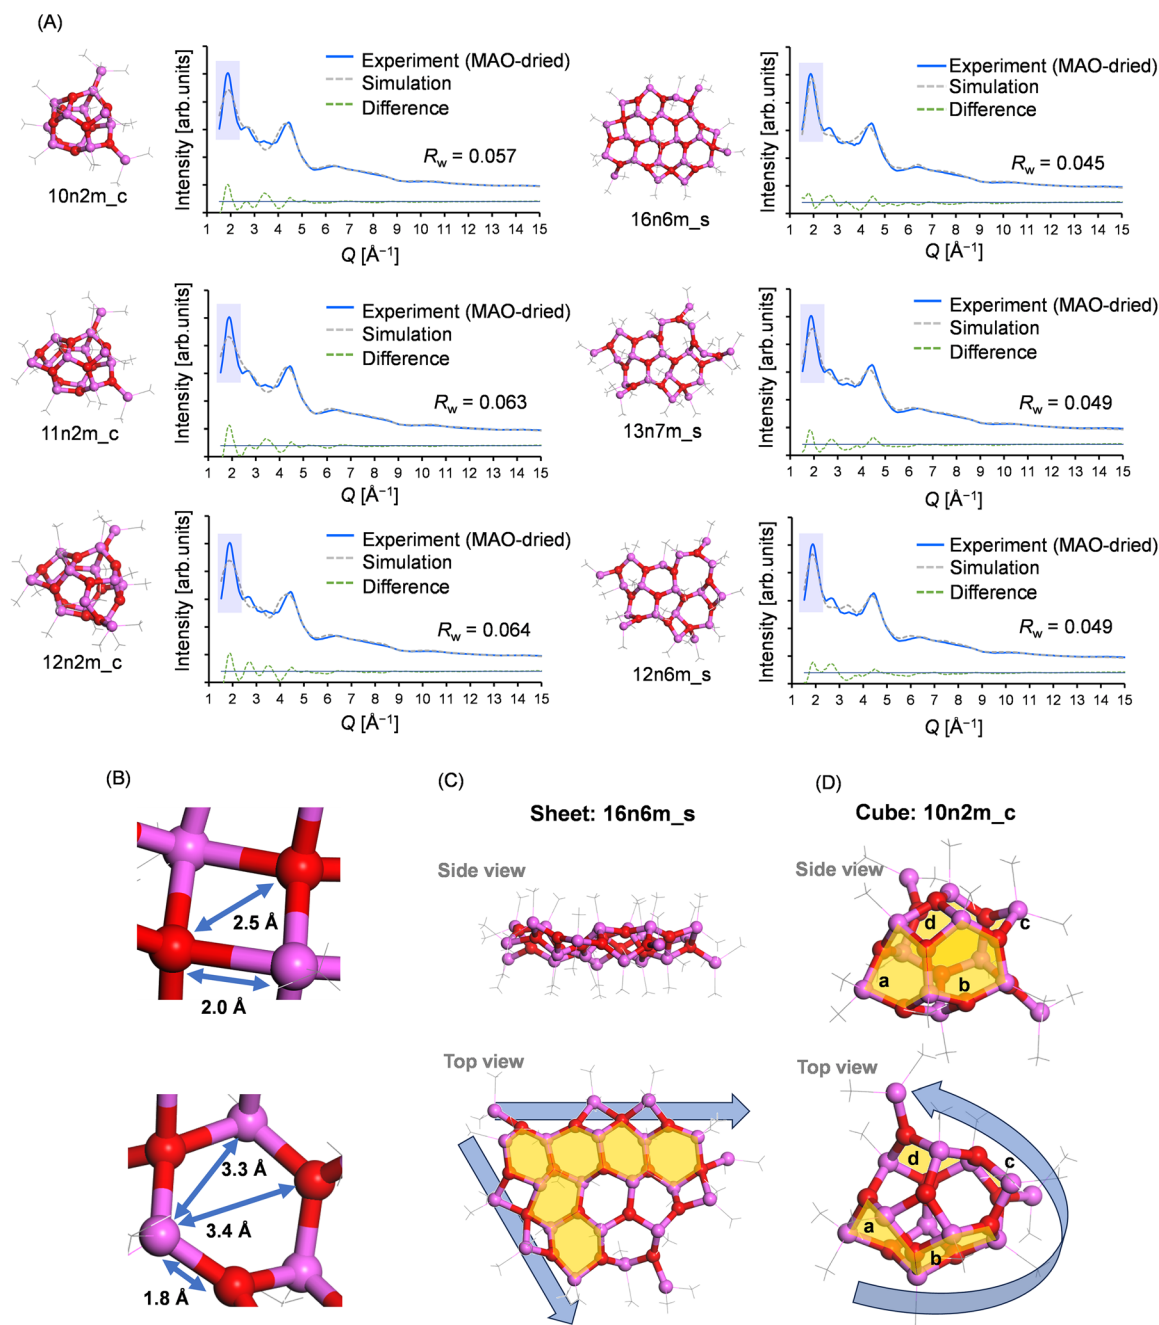 (A)
Intensity [arb.units]
Experiment (MAO-dried)
Simulation
Difference
Rw = 0.057
10n2m_c
1 2 3 4 5 6 7 8 9 10 11 12 13 14 15
Q [Å−1]
Intensity [arb.units]
Experiment (MAO-dried)
Simulation
Difference
Rw = 0.045
16n6m_s
1 2 3 4 5 6 7 8 9 10 11 12 13 14 15
Q [Å−1]
Intensity [arb.units]
Experiment (MAO-dried)
Simulation
Difference
Rw = 0.063
11n2m_c
1 2 3 4 5 6 7 8 9 10 11 12 13 14 15
Q [Å−1]
Intensity [arb.units]
Experiment (MAO-dried)
Simulation
Difference
Rw = 0.049
13n7m_s
1 2 3 4 5 6 7 8 9 10 11 12 13 14 15
Q [Å−1]
Intensity [arb.units]
Experiment (MAO-dried)
Simulation
Difference
Rw = 0.064
12n2m_c
1 2 3 4 5 6 7 8 9 10 11 12 13 14 15
Q [Å−1]
Intensity [arb.units]
Experiment (MAO-dried)
Simulation
Difference
Rw = 0.049
12n6m_s
1 2 3 4 5 6 7 8 9 10 11 12 13 14 15
Q [Å−1]
(B)
2.5 Å
2.0 Å
3.3 Å
3.4 Å
1.8 Å
(C)
Sheet: 16n6m_s
Side view
Top view
(D)
Cube: 10n2m_c
Side view
d
c
a
b
Top view
d
c
a
b